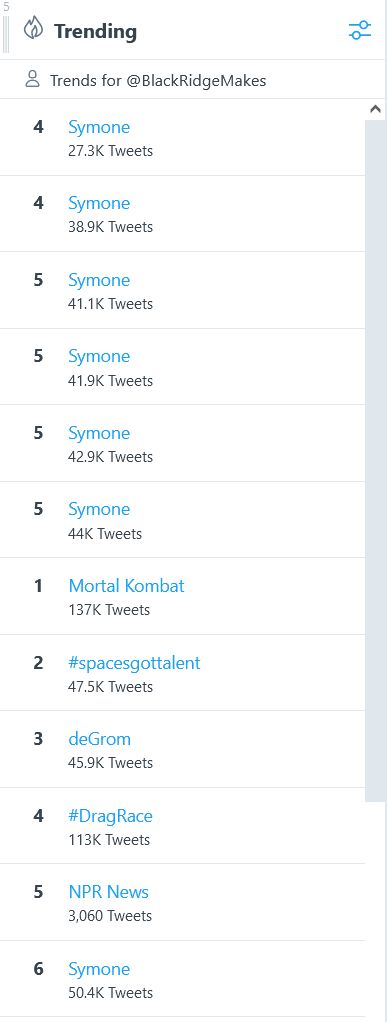 5
Trending
Trends for @BlackRidgeMakes
4 Symone
27.3K Tweets
4 Symone
38.9K Tweets
5 Symone
41.1K Tweets
5 Symone
41.9K Tweets
5 Symone
42.9K Tweets
5 Symone
44K Tweets
1 Mortal Kombat
137K Tweets
2 #spacesgottalent
47.5K Tweets
3 deGrom
45.9K Tweets
4 #DragRace
113K Tweets
5 NPR News
3,060 Tweets
6 Symone
50.4K Tweets